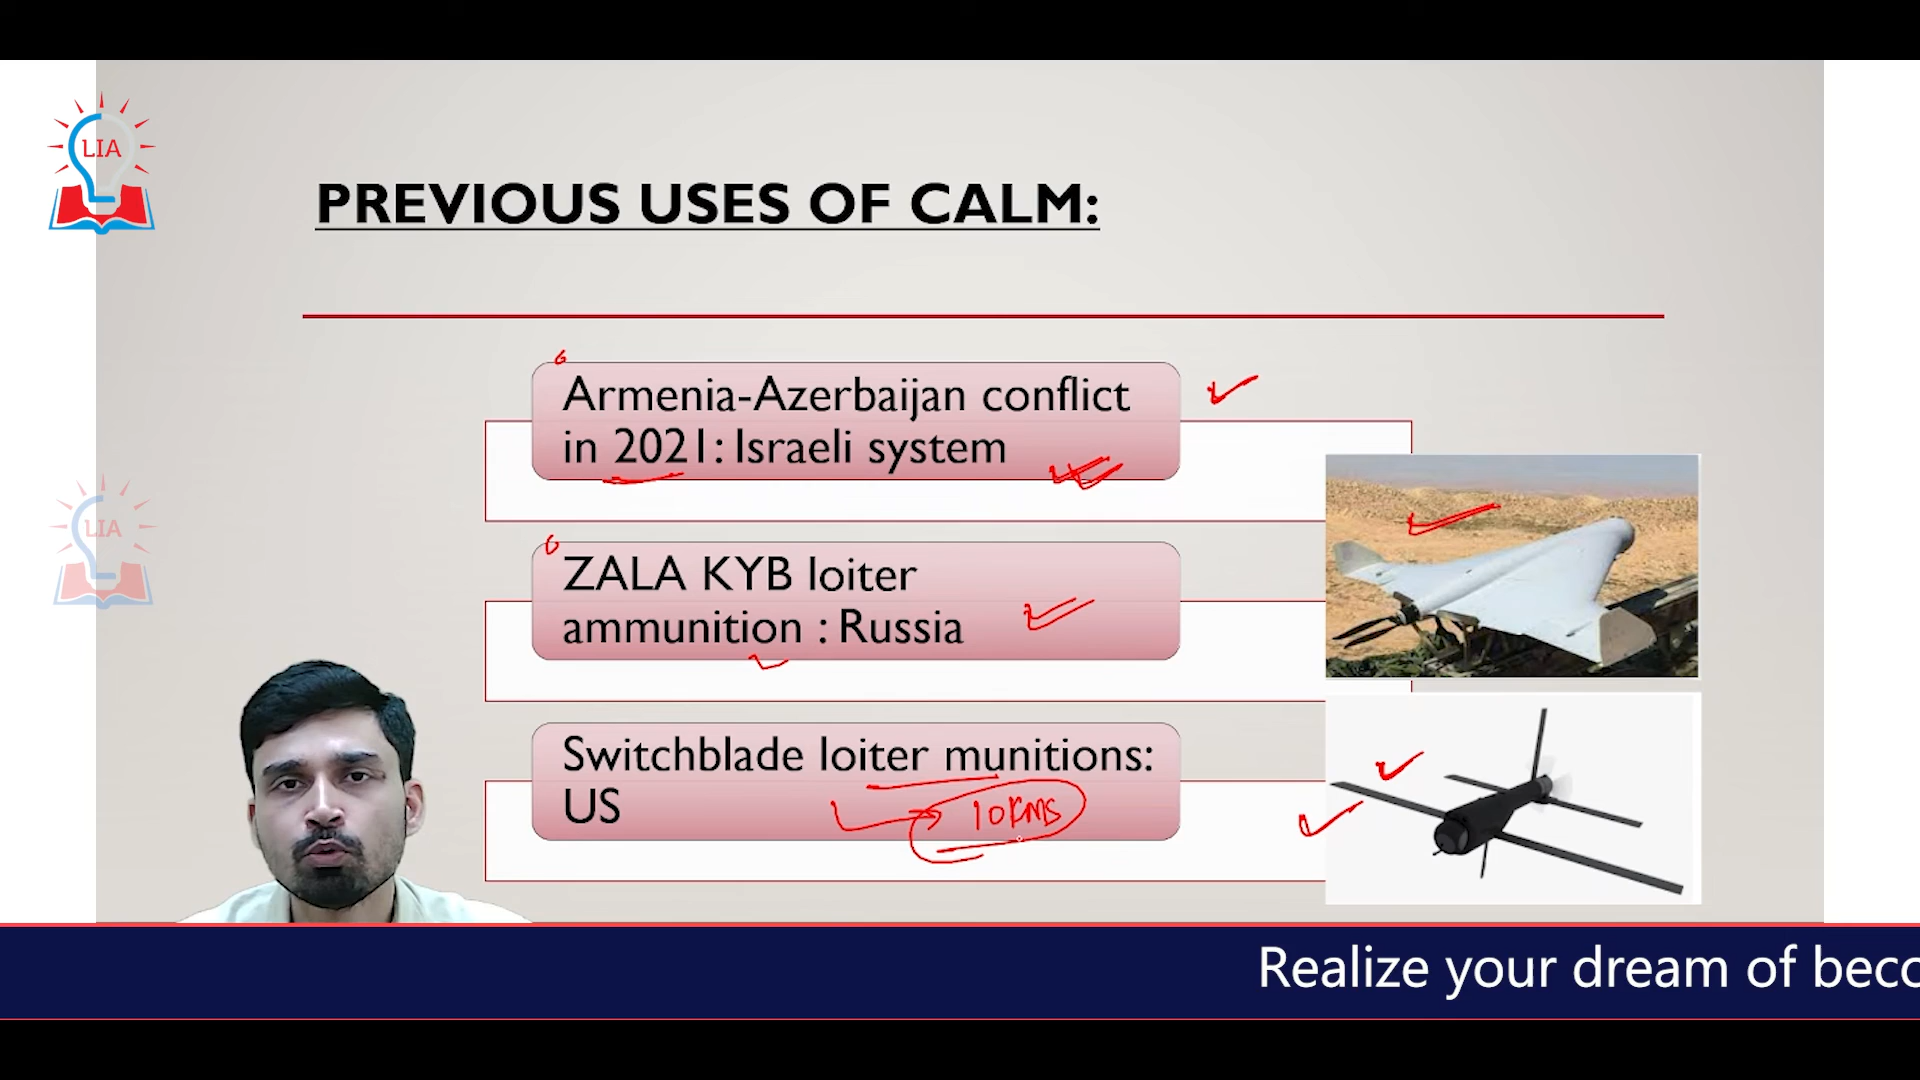 LIA
PREVIOUS USES OF CALM:
Armenia-Azerbaijan conflict
in 2021: Israeli system
LIA
ZALA KYB loiter
ammunition : Russia
Switchblade loiter munitions:
US
10KMS
Realize your dream of beco